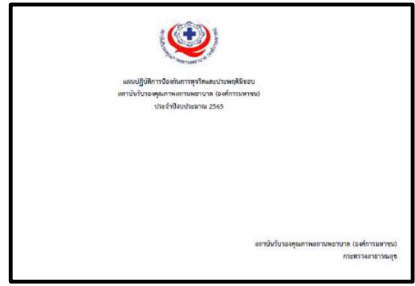 แผนปฏิบัติการป้องกันการทุจริตและประพฤติมิชอบ
สถาบันรับรองคุณภาพสถานพยาบาล (องค์การมหาชน)
ประจำปีงบประมาณ 2565
สถาบันรับรองคุณภาพสถานพยาบาล (องค์การมหาชน)
กระทรวงสาธารณสุข